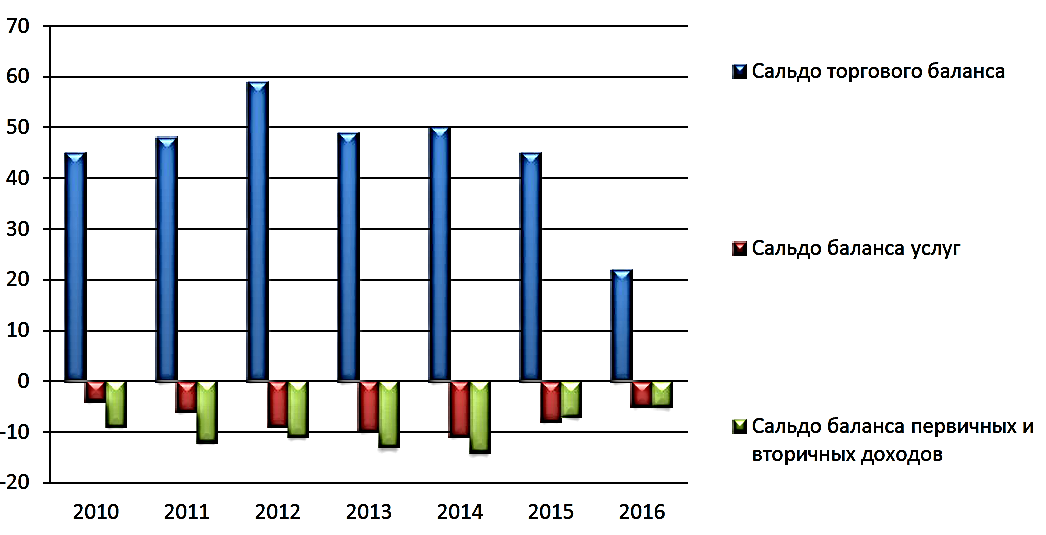 70
60
50
40
30
20
10
0
-10
-20
2010 2011 2012 2013 2014 2015 2016
Сальдо торгового баланса
Сальдо баланса услуг
Сальдо баланса первичных и
вторичных доходов